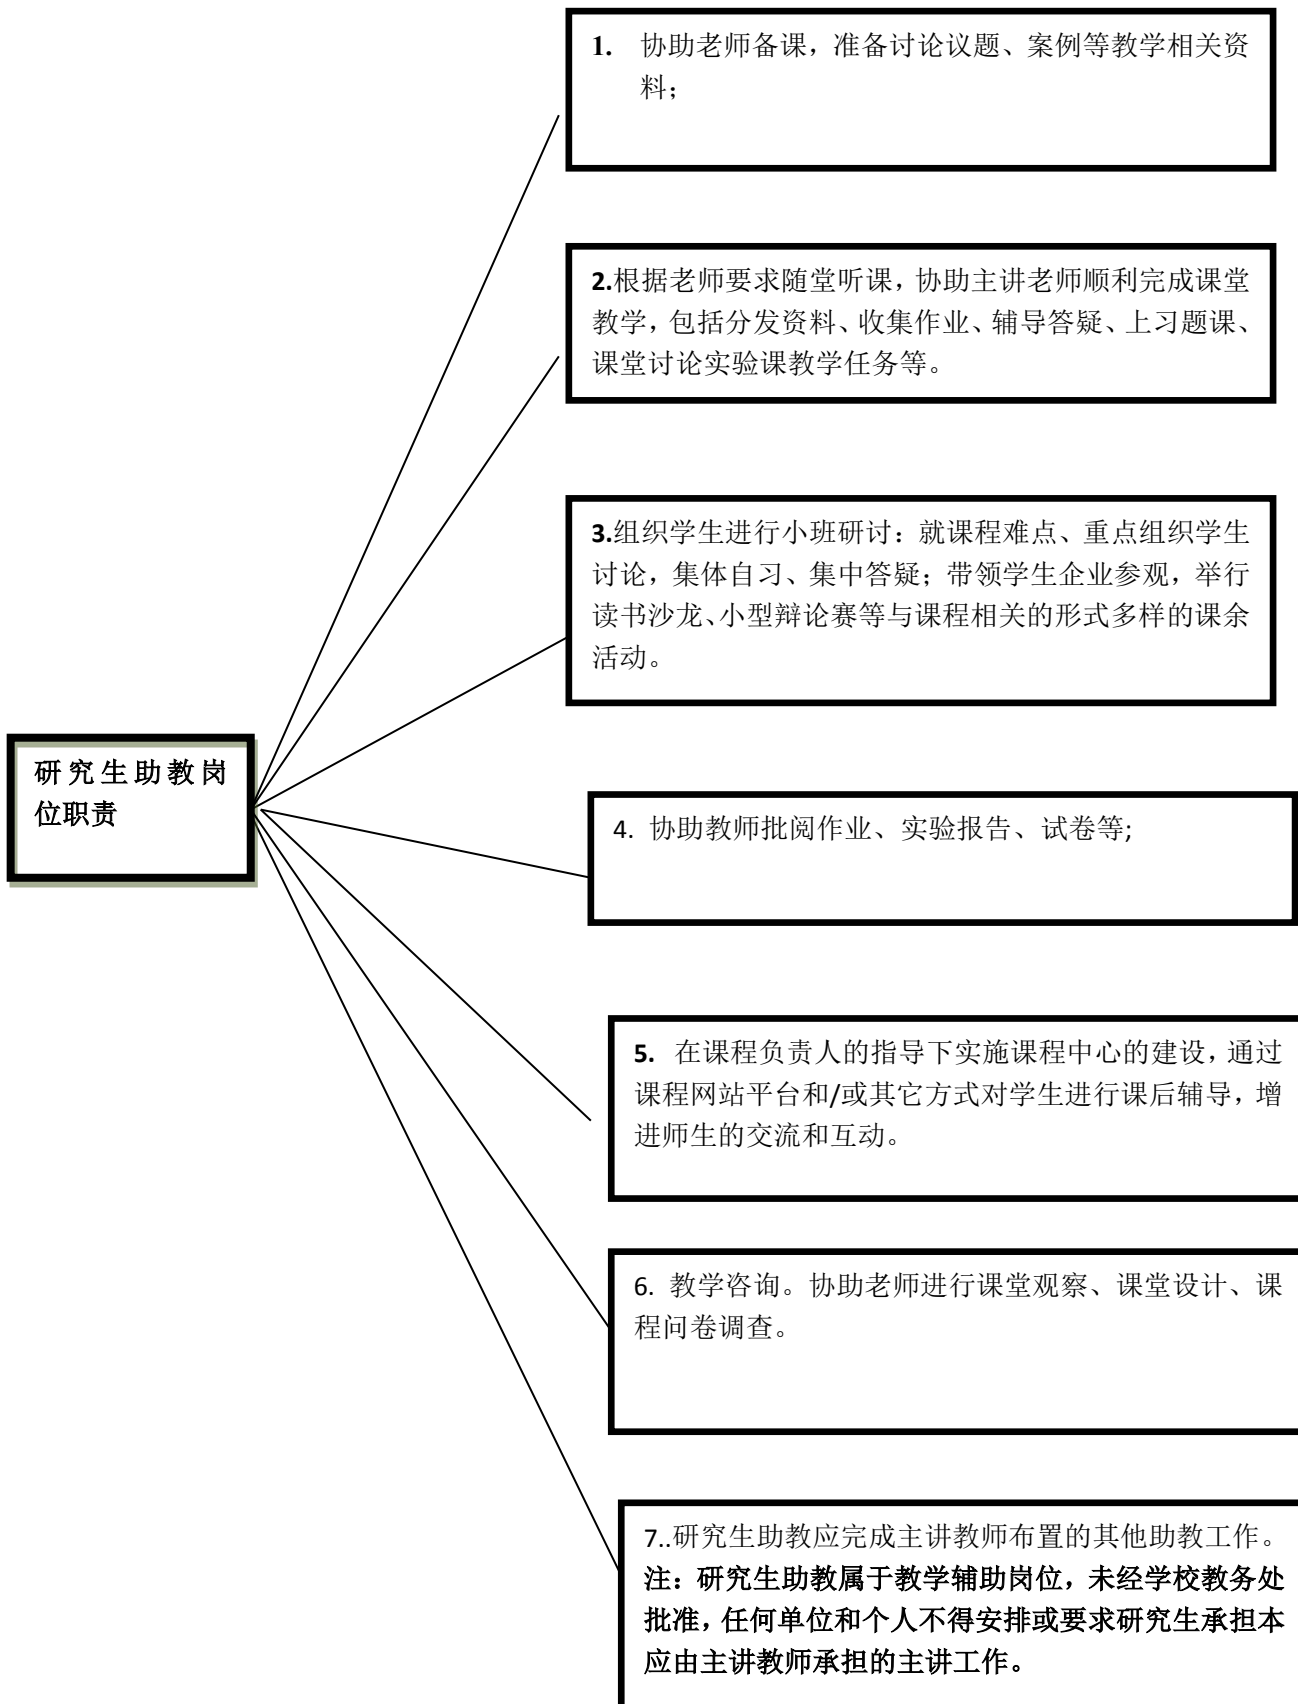 1. 协助老师备课，准备讨论议题、案例等教学相关资
料；
2.根据老师要求随堂听课，协助主讲老师顺利完成课堂
教学，包括分发资料、收集作业、辅导答疑、上习题课、
课堂讨论实验课教学任务等。
3.组织学生进行小班研讨：就课程难点、重点组织学生
讨论，集体自习、集中答疑；带领学生企业参观，举行
读书沙龙、小型辩论赛等与课程相关的形式多样的课余
活动。
研究生助教岗
位职责
4. 协助教师批阅作业、实验报告、试卷等;
5. 在课程负责人的指导下实施课程中心的建设，通过
课程网站平台和/或其它方式对学生进行课后辅导，增
进师生的交流和互动。
6. 教学咨询。协助老师进行课堂观察、课堂设计、课
程问卷调查。
7..研究生助教应完成主讲教师布置的其他助教工作。
注：研究生助教属于教学辅助岗位，未经学校教务处
批准，任何单位和个人不得安排或要求研究生承担本
应由主讲教师承担的主讲工作。